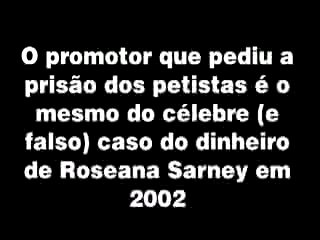 O promotor que pediu a
prisão dos petistas é o
mesmo do célebre (e
falso) caso do dinheiro
de Roseana Sarney em
2002